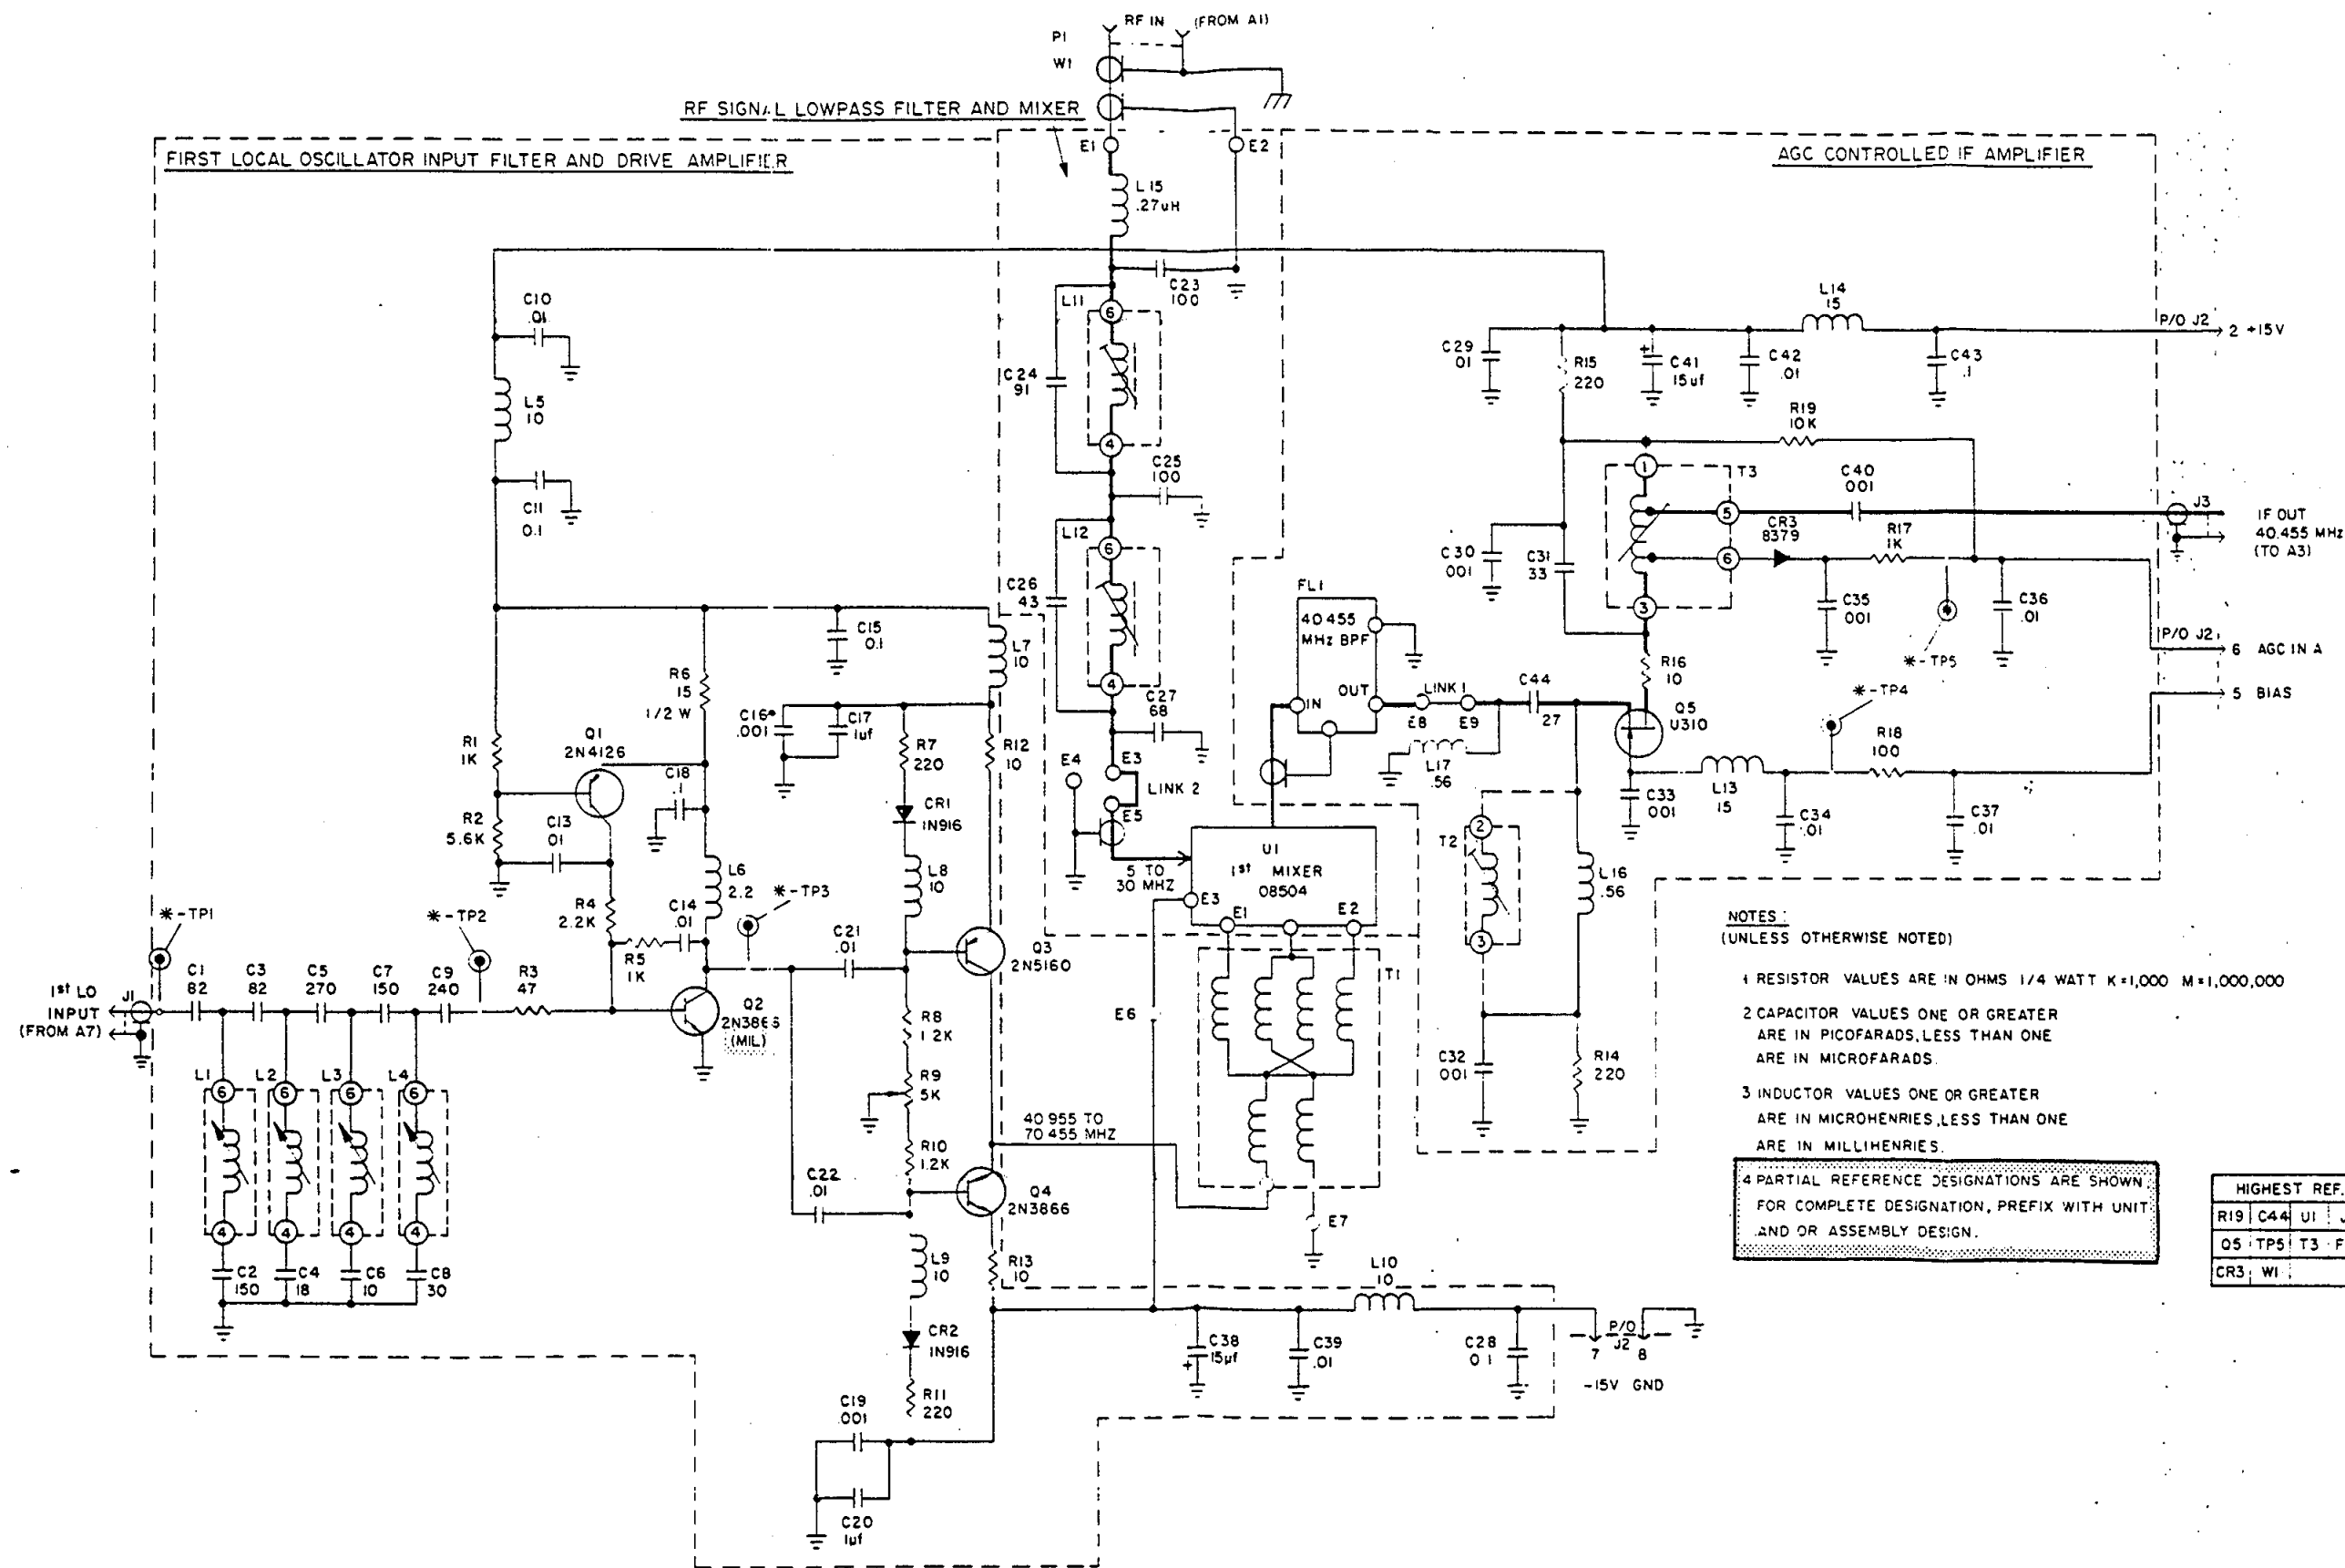 RF IN (FROM A1)
P1
W1
RF SIGNAL LOWPASS FILTER AND MIXER
FIRST LOCAL OSCILLATOR INPUT FILTER AND DRIVE AMPLIFIER
AGC CONTROLLED IF AMPLIFIER
E1
E2
L15
.27uH
C23
100
L11
6
C24
91
4
C25
100
L12
6
C26
43
4
C27
68
E4
E3
LINK 2
E5
5 TO
30 MHZ
C10
.01
L5
10
C11
0.1
C15
0.1
L7
10
R6
15
1/2 W
C16
.001
C17
1uf
R7
220
R12
10
R1
1K
Q1
2N4126
C18
.1
CR1
1N916
R2
5.6K
C13
01
L6
2.2
L8
10
R4
2.2K
C14
.01
*-TP3
R5
1K
C21
.01
Q3
2N5160
*-TP1
*-TP2
1st LO
INPUT
(FROM A7)
J1
C1
82
C3
82
C5
270
C7
150
C9
240
R3
47
Q2
2N3866
(MIL)
R8
1.2K
R9
5K
R10
1.2K
C22
.01
Q4
2N3866
L1
L2
L3
L4
6
6
6
6
4
4
4
4
C2
150
C4
18
C6
10
C8
30
L9
10
R13
10
CR2
1N916
R11
220
C19
.001
C20
1uf
40 955 TO
70 455 MHZ
E6
U1
1st MIXER
08504
E3
E1
E2
T1
E7
L10
10
C38
15µf
C39
.01
C28
0 1
P/O
J2
7 8
-15V GND
FL1
40 455
MHz BPF
IN
OUT
LINK 1
E8
E9
C44
27
L17
.56
T2
2
3
L16
.56
C32
001
R14
220
C29
01
R15
220
C41
15uf
C42
.01
L14
15
C43
.1
P/O J2
2 +15V
R19
10K
1
T3
C40
001
5
CR3
8379
6
R17
1K
3
C30
001
C31
33
C35
001
*-TP5
C36
.01
J3
IF OUT
40.455 MHz
(TO A3)
P/O J2
6 AGC IN A
5 BIAS
R16
10
Q5
U310
*-TP4
R18
100
C33
001
L13
15
C34
.01
C37
.01
NOTES:
(UNLESS OTHERWISE NOTED)
1 RESISTOR VALUES ARE IN OHMS 1/4 WATT K=1,000 M=1,000,000
2 CAPACITOR VALUES ONE OR GREATER
ARE IN PICOFARADS, LESS THAN ONE
ARE IN MICROFARADS.
3 INDUCTOR VALUES ONE OR GREATER
ARE IN MICROHENRIES, LESS THAN ONE
ARE IN MILLIHENRIES.
4 PARTIAL REFERENCE DESIGNATIONS ARE SHOWN.
FOR COMPLETE DESIGNATION, PREFIX WITH UNIT
AND OR ASSEMBLY DESIGN.
HIGHEST REF.
R19 C44 U1 J
Q5 TP5 T3 F
CR3 W1